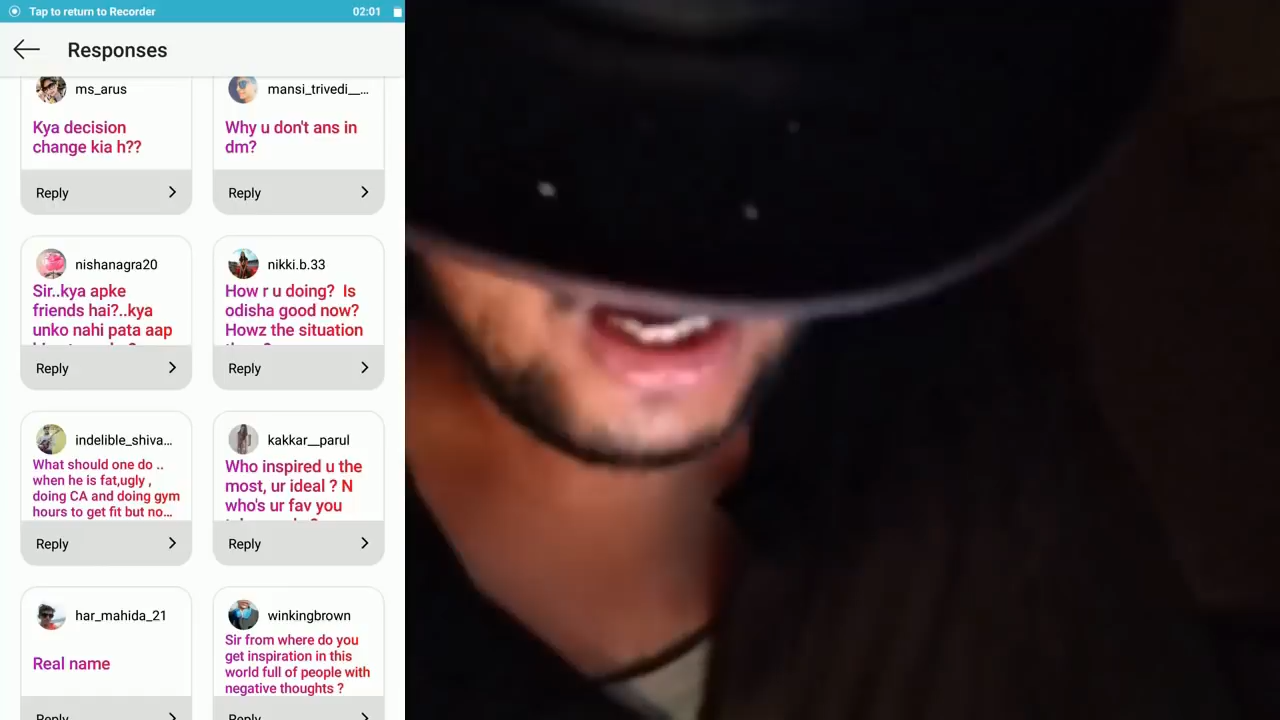 Tap to return to Recorder
02:01
Responses
ms_arus
Kya decision
change kia h??
Reply
mansi_trivedi__...
Why u don't ans in
dm?
Reply
nishanagra20
Sir..kya apke
friends hai?..kya
unko nahi pata aap
Reply
nikki.b.33
How r u doing? Is
odisha good now?
Howz the situation
Reply
indelible_shiva...
What should one do ..
when he is fat,ugly ,
doing CA and doing gym
hours to get fit but no...
Reply
kakkar__parul
Who inspired u the
most, ur ideal ? N
who's ur fav you
Reply
har_mahida_21
Real name
Reply
winkingbrown
Sir from where do you
get inspiration in this
world full of people with
negative thoughts ?
Reply